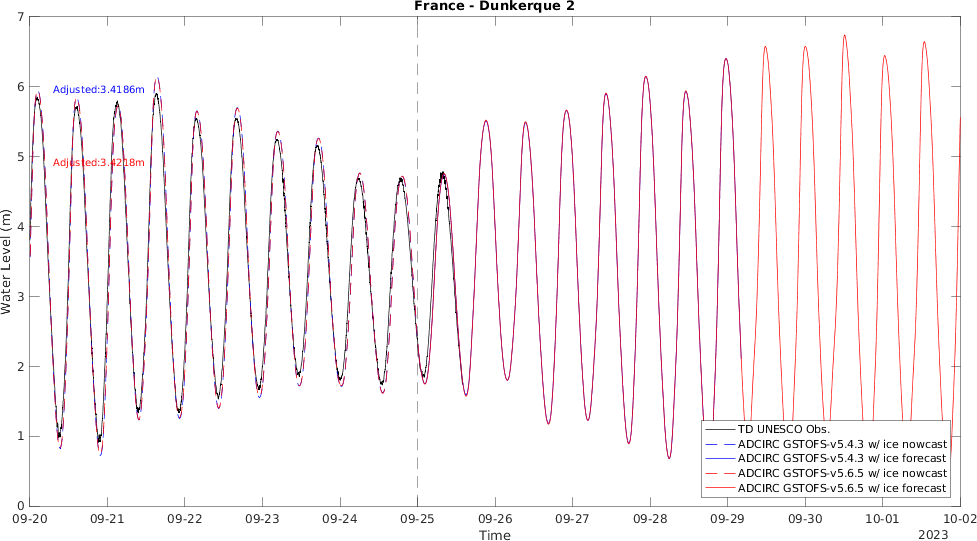 France - Dunkerque 2
7
6
5
4
3
2
1
0
Water Level (m)
Adjusted:3.4186m
Adjusted:3.4218m
TD UNESCO Obs.
ADCIRC GSTOFS-v5.4.3 w/ ice nowcast
ADCIRC GSTOFS-v5.4.3 w/ ice forecast
ADCIRC GSTOFS-v5.6.5 w/ ice nowcast
ADCIRC GSTOFS-v5.6.5 w/ ice forecast
09-20 09-21 09-22 09-23 09-24 09-25 09-26 09-27 09-28 09-29 09-30 10-01 10-02
Time
2023